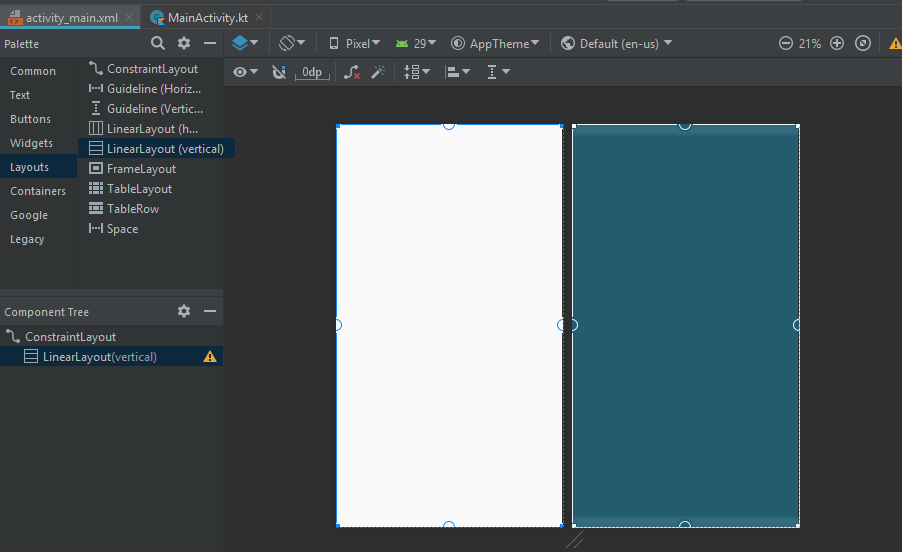 activity_main.xml MainActivity.kt
Palette Pixel 29 AppTheme Default (en-us) 21%
0dp
Common
Text
Buttons
Widgets
Layouts
Containers
Google
Legacy
ConstraintLayout
Guideline (Horiz...
Guideline (Vertic...
LinearLayout (h...
LinearLayout (vertical)
FrameLayout
TableLayout
TableRow
Space
Component Tree
ConstraintLayout
LinearLayout(vertical)